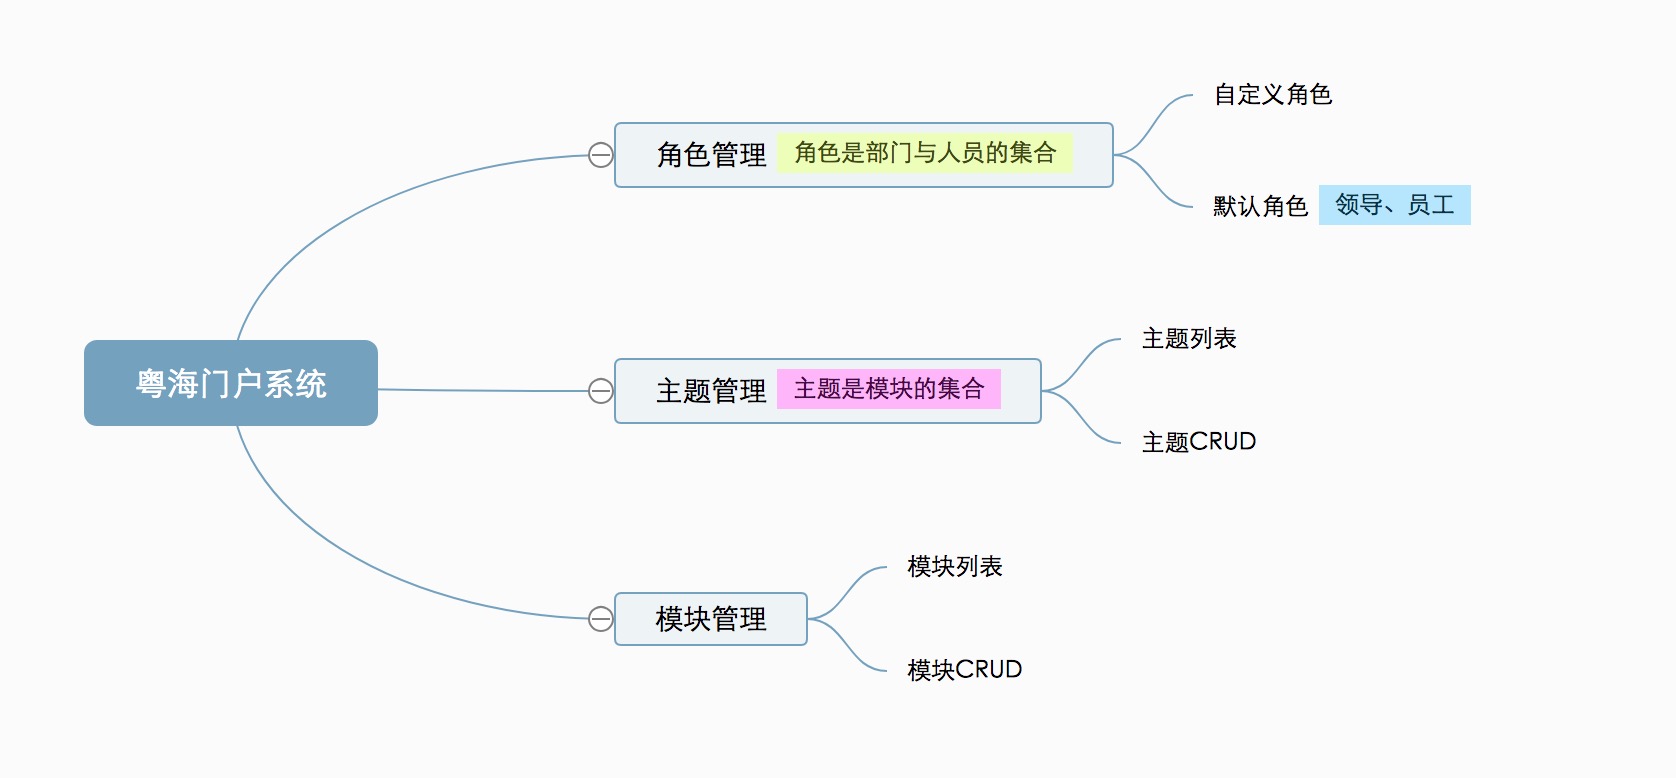 粤海门户系统
角色管理 角色是部门与人员的集合
自定义角色
默认角色 领导、员工
主题管理 主题是模块的集合
主题列表
主题CRUD
模块管理
模块列表
模块CRUD